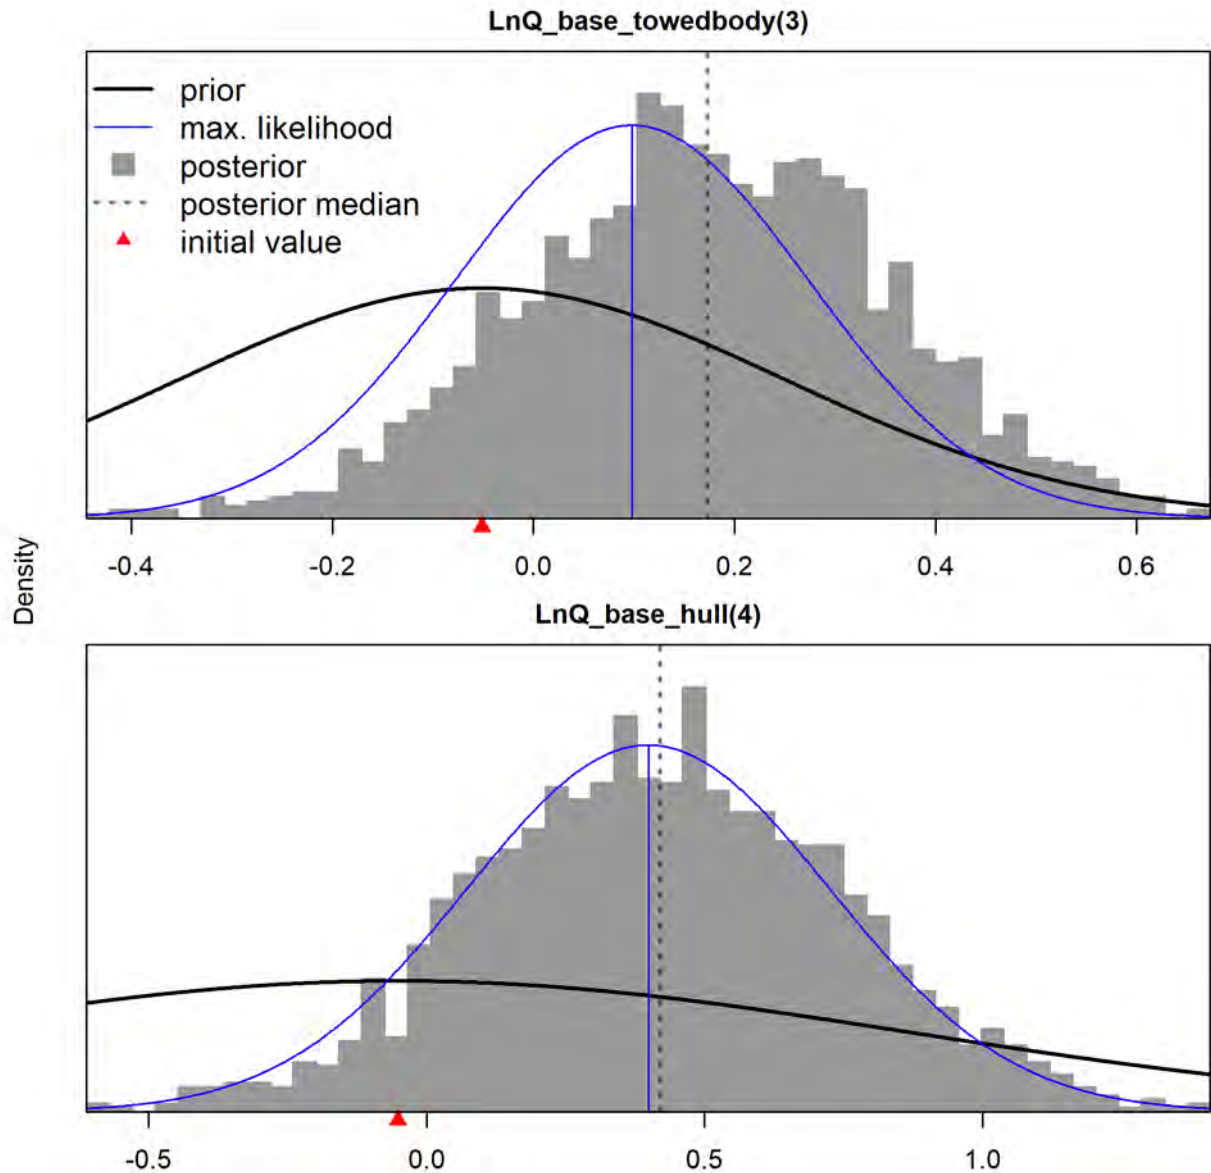 LnQ_base_towedbody(3)
prior
max. likelihood
posterior
posterior median
initial value
-0.4 -0.2 0.0 0.2 0.4 0.6
Density
LnQ_base_hull(4)
-0.5 0.0 0.5 1.0